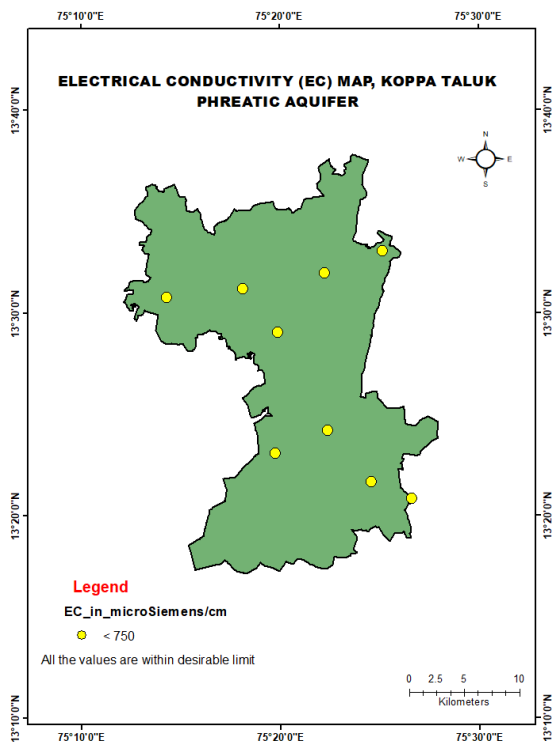 75°10'0"E 75°20'0"E 75°30'0"E
ELECTRICAL CONDUCTIVITY (EC) MAP, KOPPA TALUK
PHREATIC AQUIFER
13°40'0"N 13°40'0"N
N
W E
S
13°30'0"N 13°30'0"N
13°20'0"N 13°20'0"N
Legend
EC_in_microSiemens/cm
< 750
All the values are within desirable limit
0 2.5 5 10
Kilometers
13°10'0"N 13°10'0"N
75°10'0"E 75°20'0"E 75°30'0"E